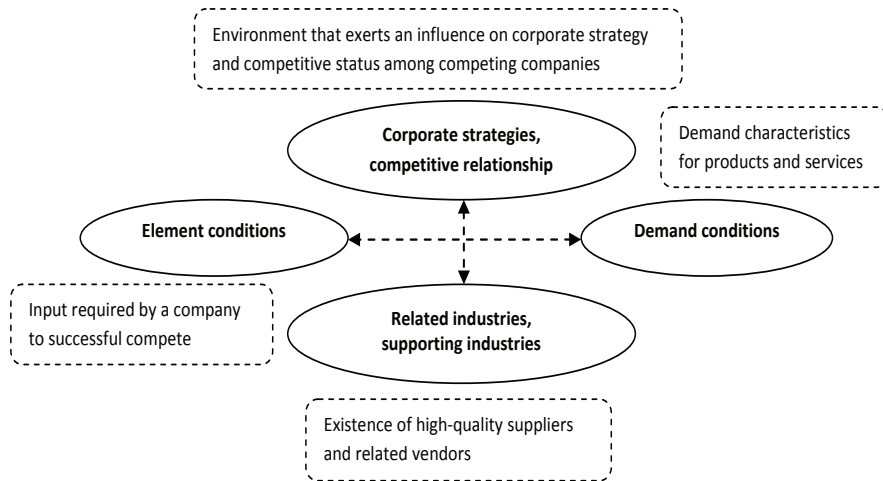 Environment that exerts an influence on corporate strategy
and competitive status among competing companies
Corporate strategies,
competitive relationship
Demand characteristics
for products and services
Element conditions
Demand conditions
Input required by a company
to successful compete
Related industries,
supporting industries
Existence of high-quality suppliers
and related vendors